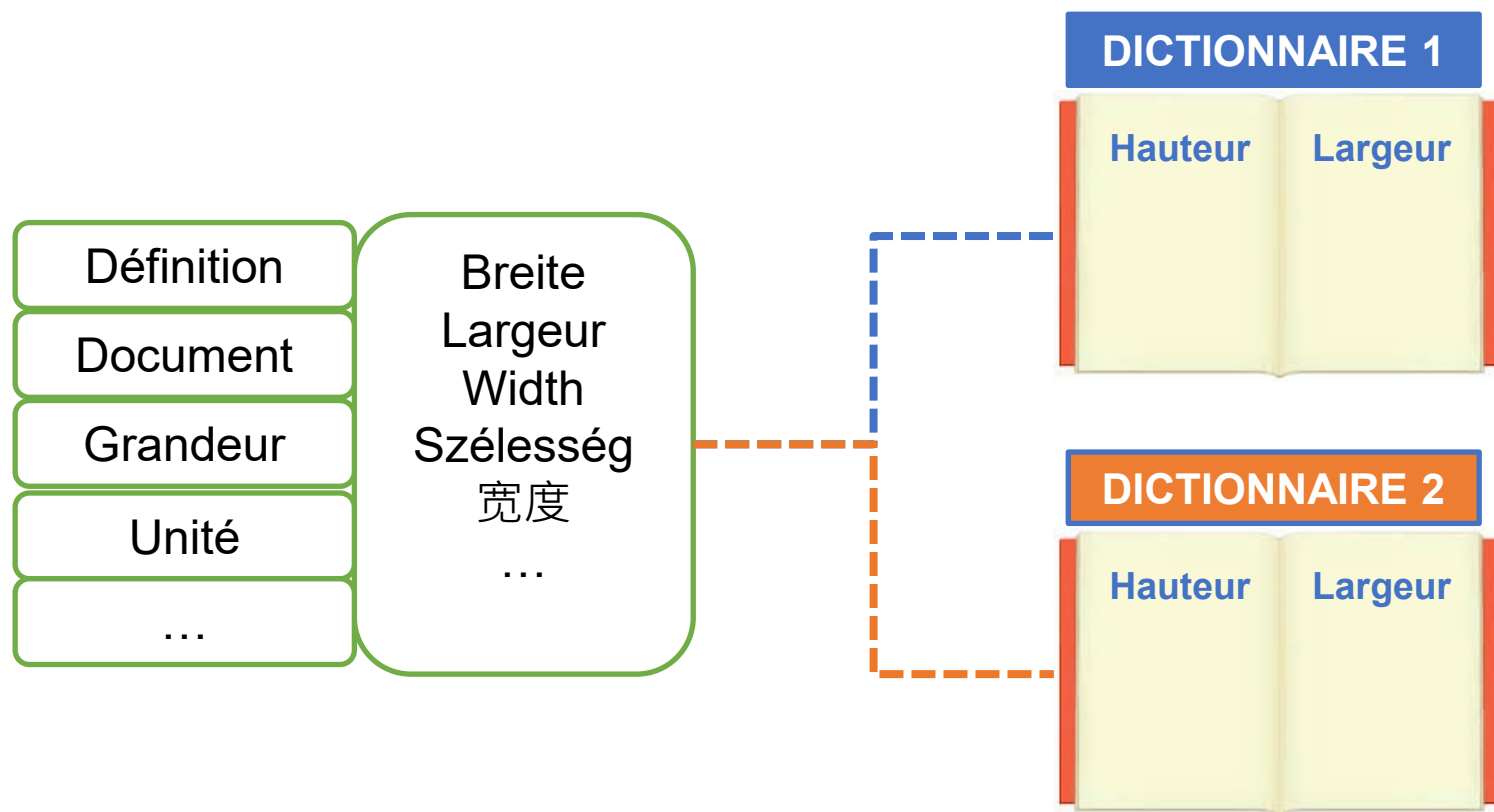 Définition
Document
Grandeur
Unité
…
Breite
Largeur
Width
Szélesség
宽度
…
DICTIONNAIRE 1
Hauteur Largeur
DICTIONNAIRE 2
Hauteur Largeur